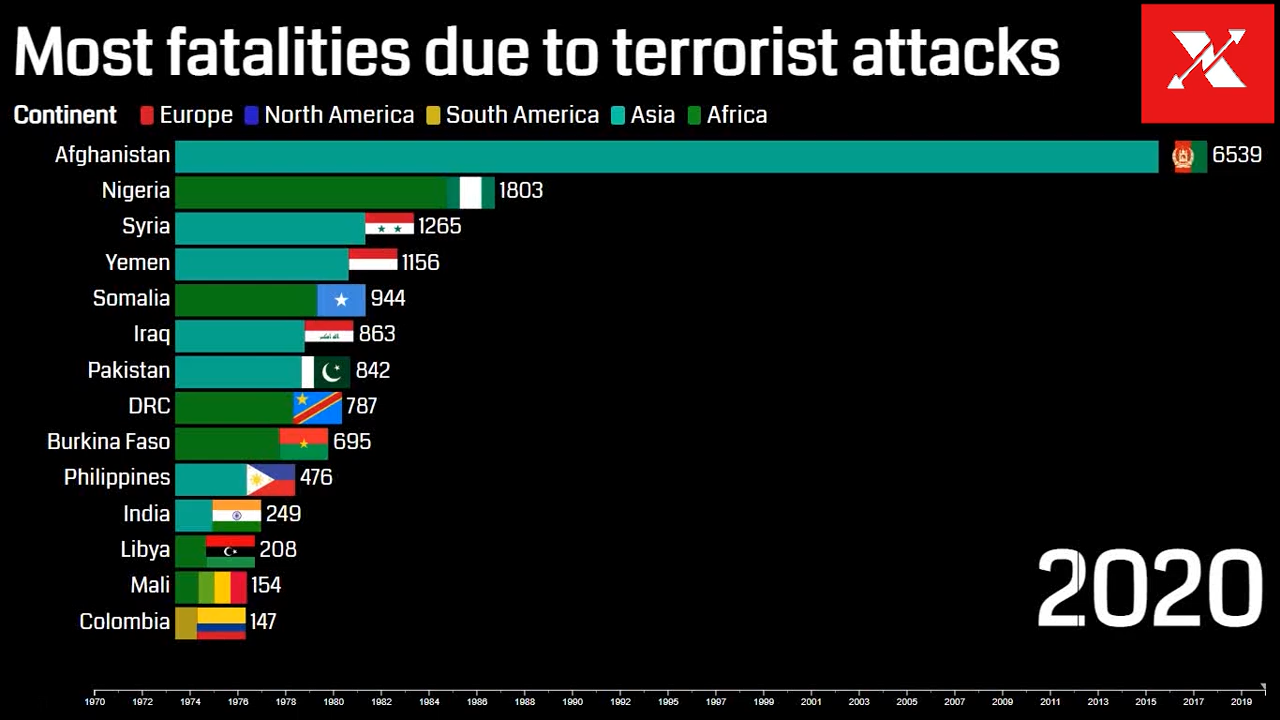 Most fatalities due to terrorist attacks
Continent Europe North America South America Asia Africa
Afghanistan 6539
Nigeria 1803
Syria 1265
Yemen 1156
Somalia 944
Iraq 863
Pakistan 842
DRC 787
Burkina Faso 695
Philippines 476
India 249
Libya 208
Mali 154
Colombia 147
2020
1970 1972 1974 1976 1978 1980 1982 1984 1986 1988 1990 1992 1995 1997 1999 2001 2003 2005 2007 2009 2011 2013 2015 2017 2019